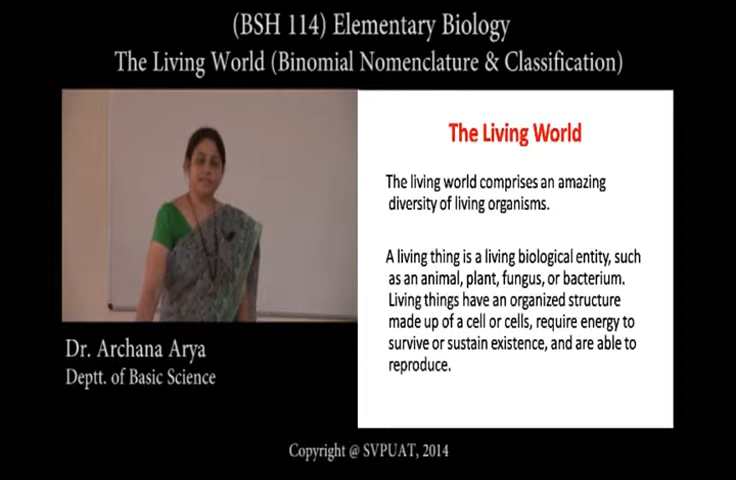 (BSH 114) Elementary Biology
The Living World (Binomial Nomenclature & Classification)
The Living World
The living world comprises an amazing
diversity of living organisms.
A living thing is a living biological entity, such
as an animal, plant, fungus, or bacterium.
Living things have an organized structure
made up of a cell or cells, require energy to
survive or sustain existence, and are able to
reproduce.
Dr. Archana Arya
Deptt. of Basic Science
Copyright @ SVPUAT, 2014